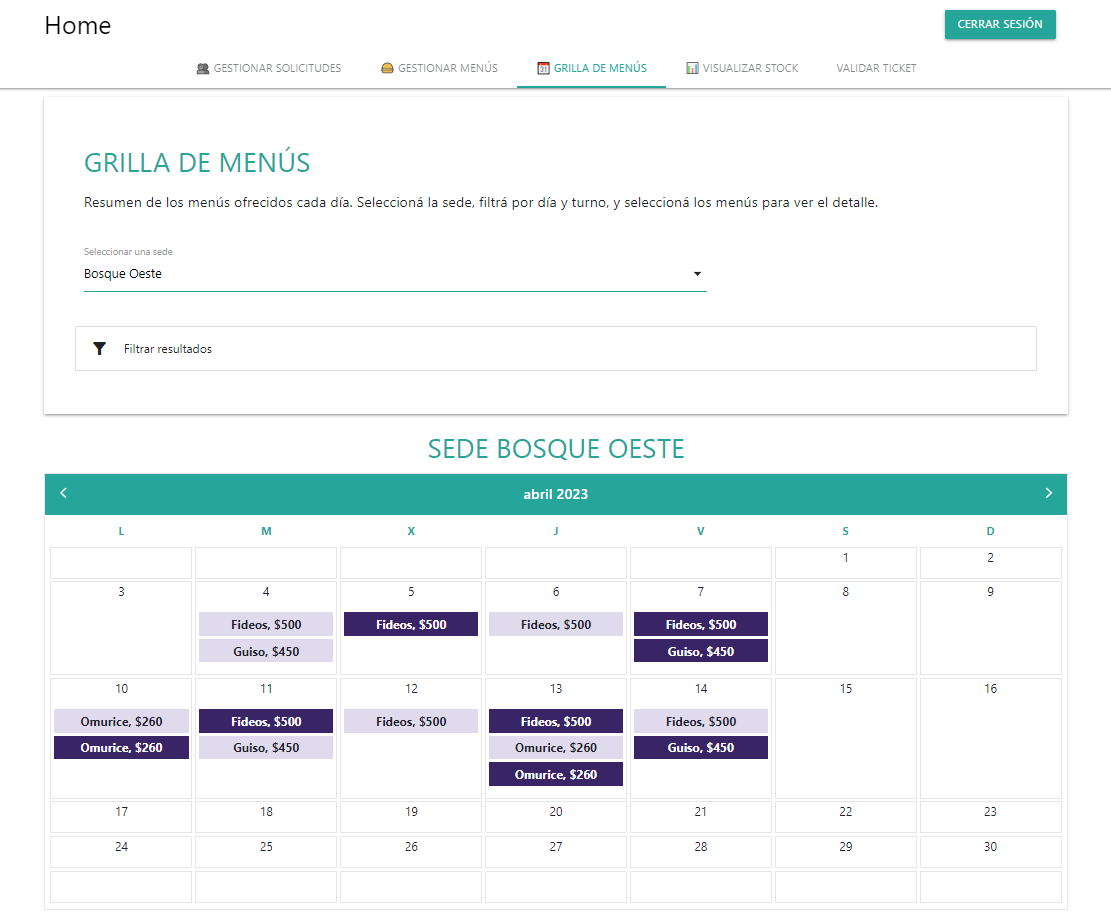 Home
CERRAR SESIÓN
GESTIONAR SOLICITUDES GESTIONAR MENÚS GRILLA DE MENÚS VISUALIZAR STOCK VALIDAR TICKET
GRILLA DE MENÚS
Resumen de los menús ofrecidos cada día. Seleccioná la sede, filtrá por día y turno, y seleccioná los menús para ver el detalle.
Seleccionar una sede
Bosque Oeste
Filtrar resultados
SEDE BOSQUE OESTE
abril 2023
L M X J V S D
1 2
3 4 5 6 7 8 9
Fideos, $500 Fideos, $500 Fideos, $500 Fideos, $500
Guiso, $450 Guiso, $450
10 11 12 13 14 15 16
Omurice, $260 Fideos, $500 Fideos, $500 Fideos, $500 Fideos, $500
Omurice, $260 Guiso, $450 Omurice, $260 Guiso, $450
Omurice, $260
17 18 19 20 21 22 23
24 25 26 27 28 29 30